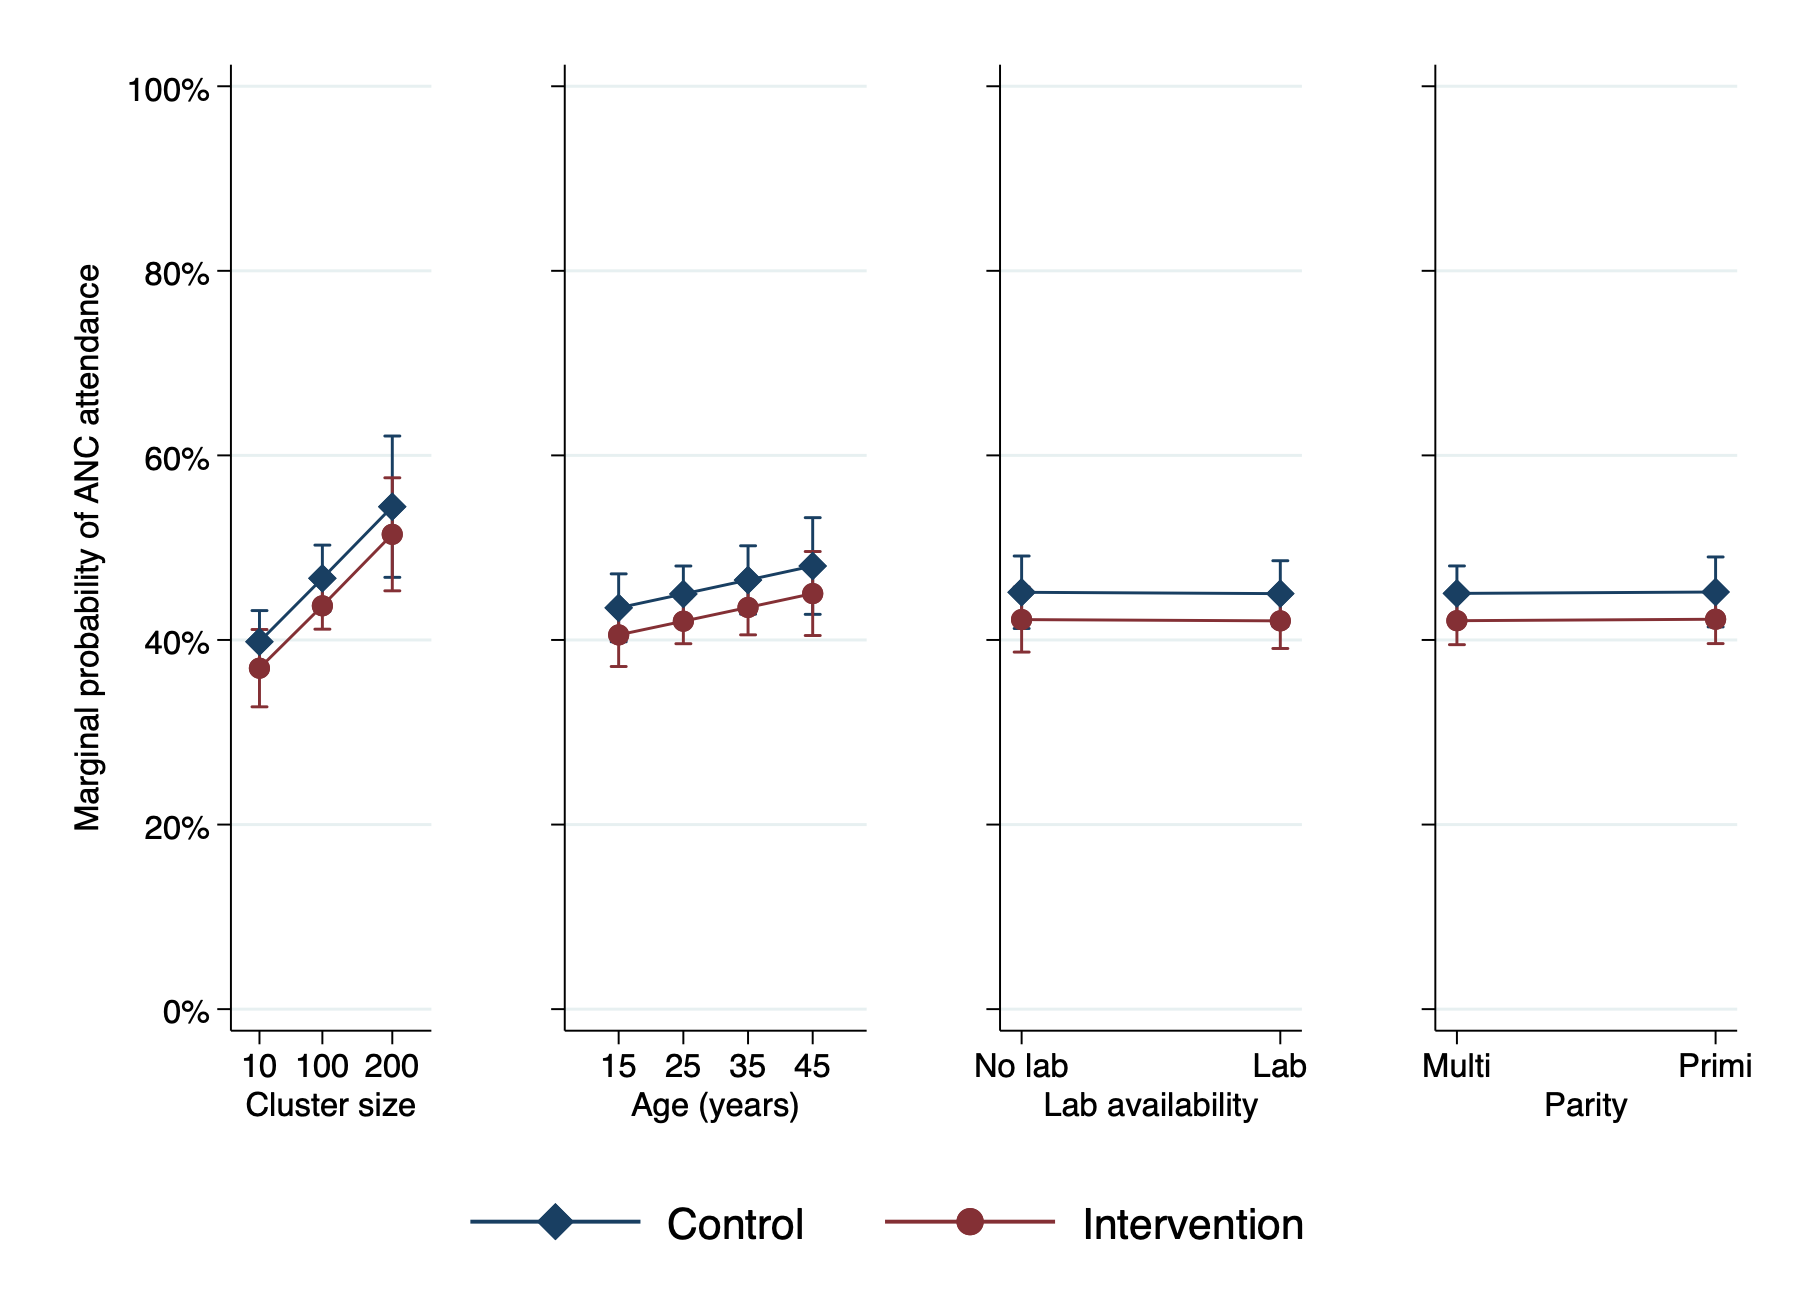 Marginal probability of ANC attendance
100%
80%
60%
40%
20%
0%
10 100 200
Cluster size
15 25 35 45
Age (years)
No lab Lab
Lab availability
Multi Primi
Parity
Control Intervention